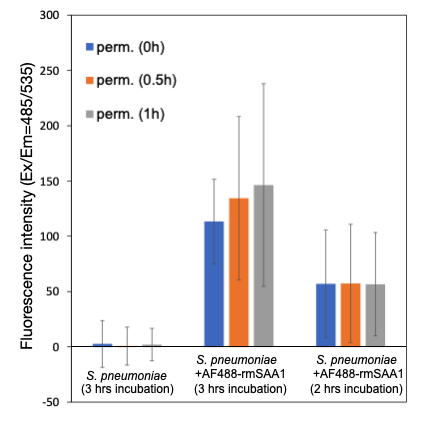 300
250
200
150
100
50
0
-50
Fluorescence intensity (Ex/Em=485/535)
perm. (0h)
perm. (0.5h)
perm. (1h)
S. pneumoniae
(3 hrs incubation)
S. pneumoniae
+AF488-rmSAA1
(3 hrs incubation)
S. pneumoniae
+AF488-rmSAA1
(2 hrs incubation)